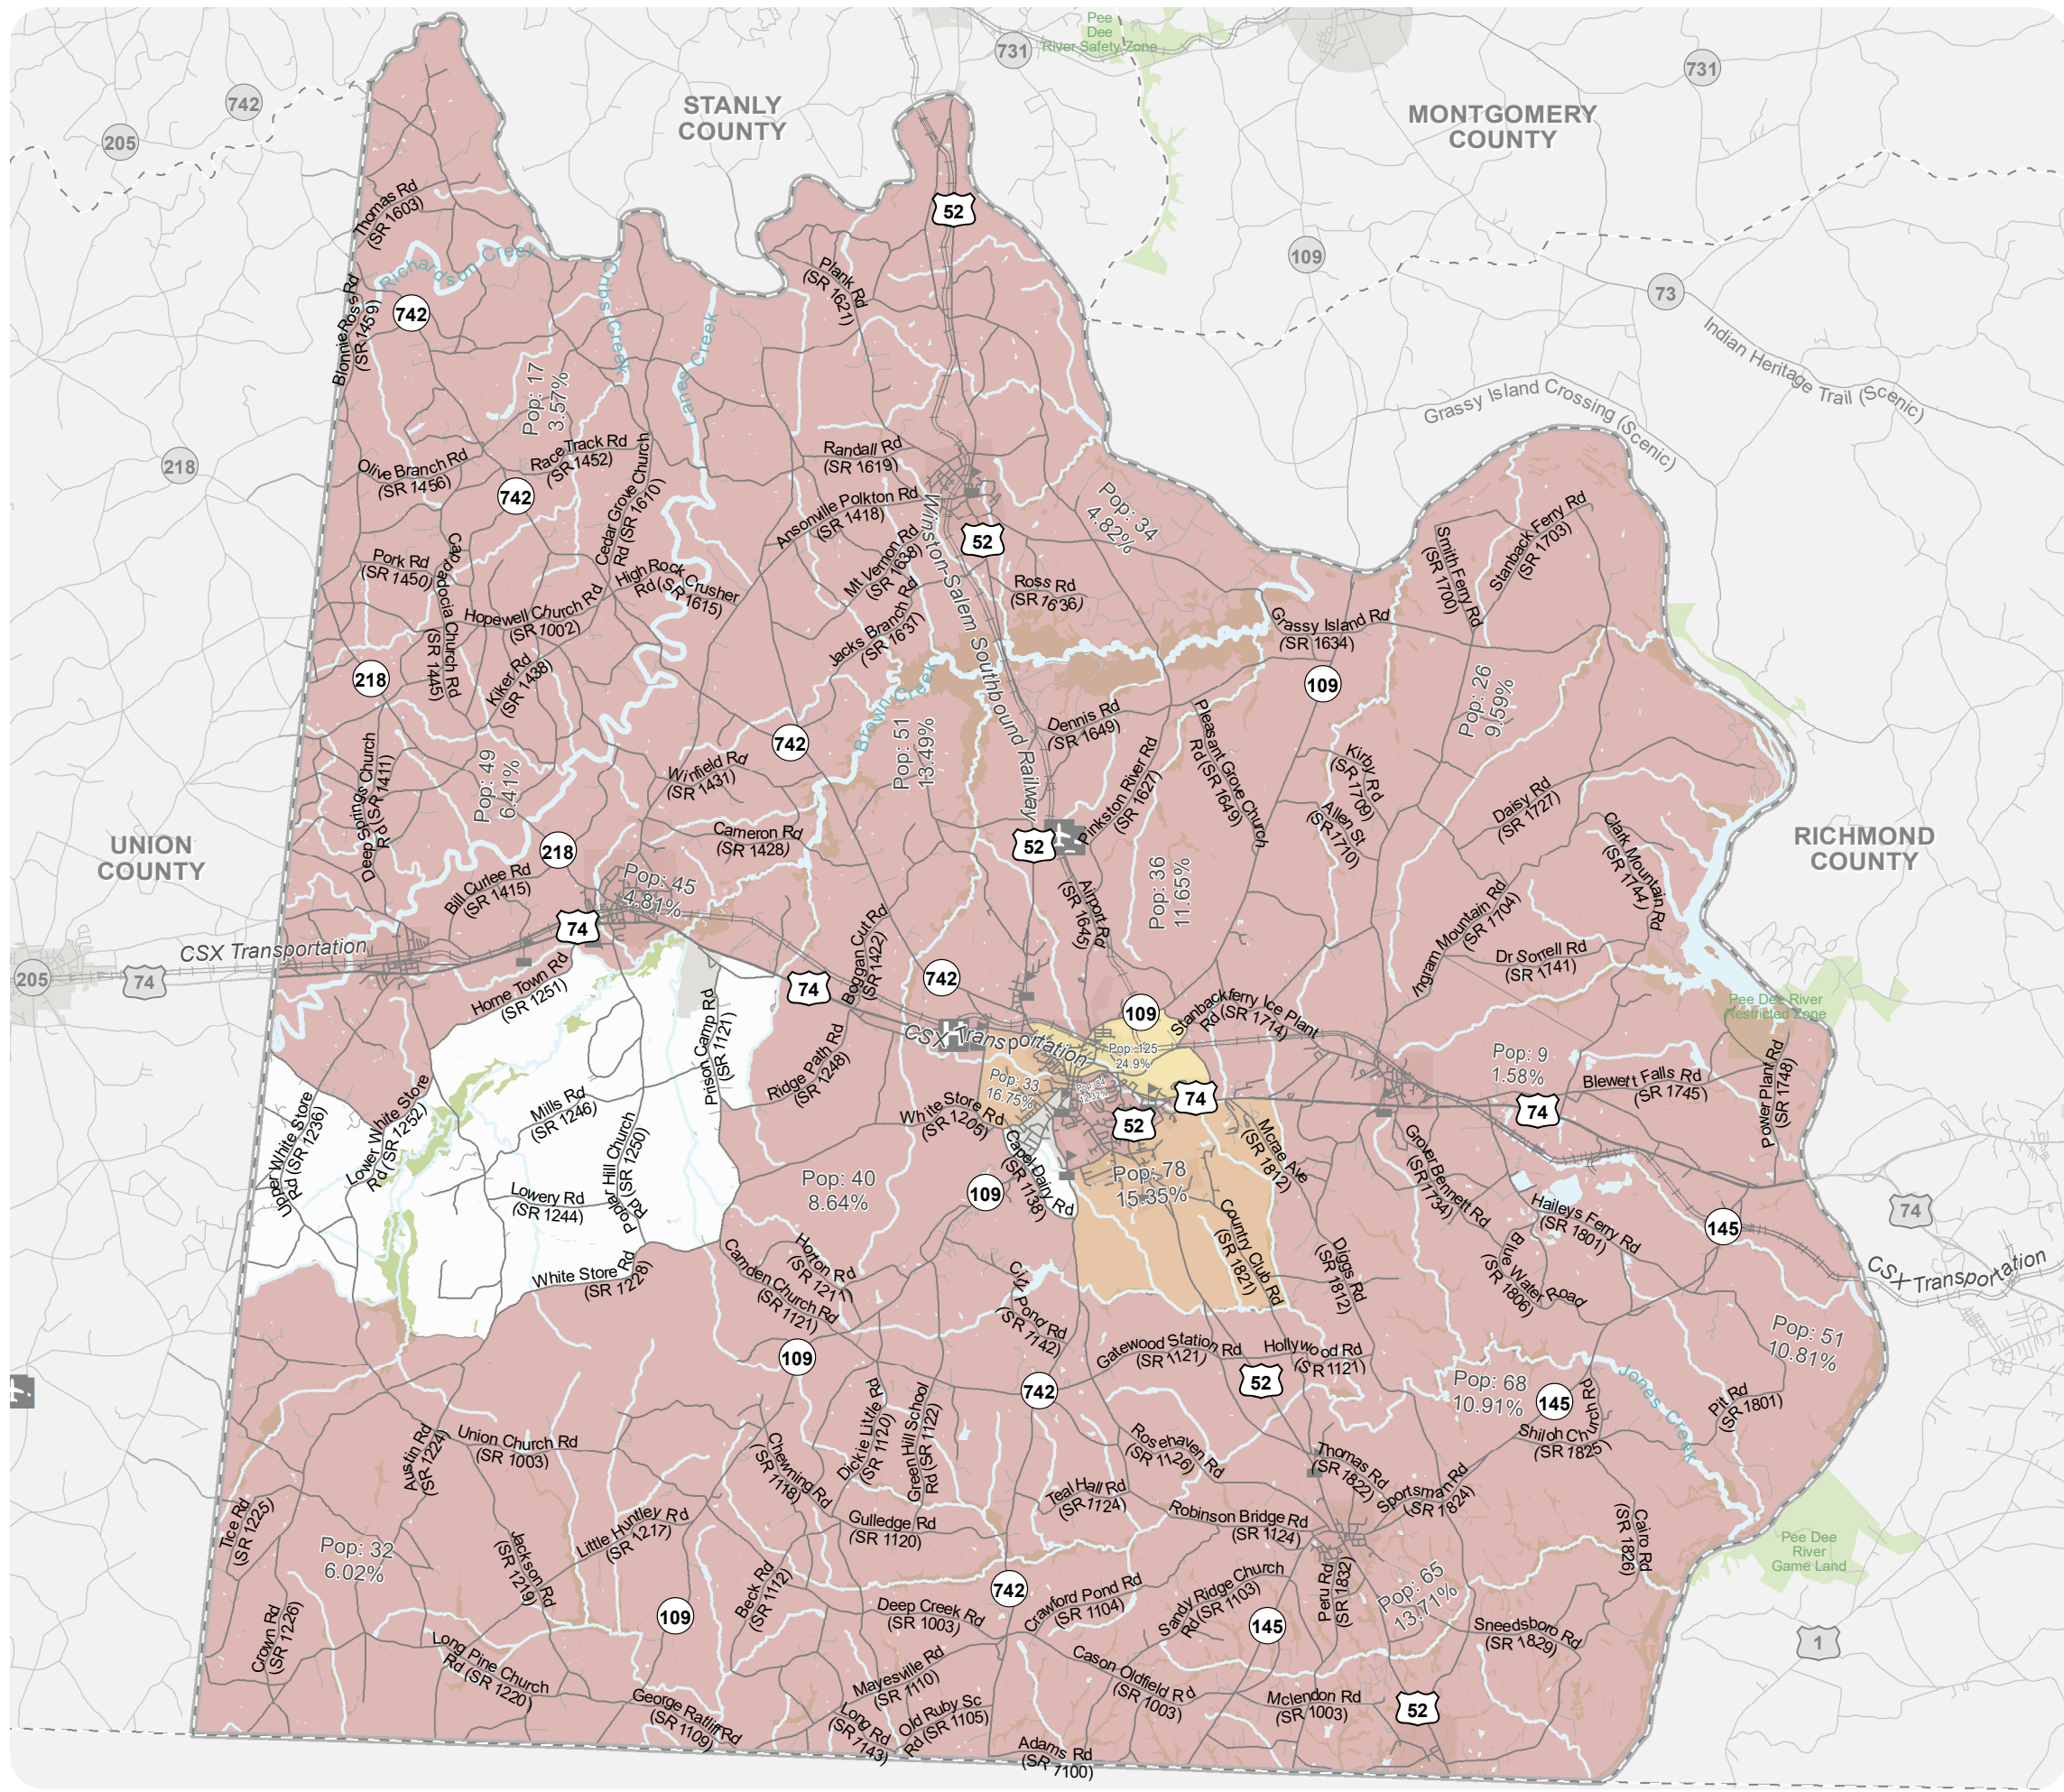 Pee
Dee
River Safety Zone
731
731
742
205
STANLY
COUNTY
MONTGOMERY
COUNTY
52
Thomas Rd
(SR 1603)
Richardson Creek
Cribs Creek
Plank Rd
(SR 1621)
109
73
Indian Heritage Trail (Scenic)
Blonnie Ross Rd
(SR 1459)
742
Lanes Creek
Grassy Island Crossing (Scenic)
Pop: 17
3.57%
218
Olive Branch Rd
(SR 1456)
Race Track Rd
(SR 1452)
742
Cedar Grove Church
Rd (SR 1610)
Randall Rd
(SR 1619)
Ansonville Polkton Rd
(SR 1418)
Winston-Salem Southbound Railway
52
Pop: 34
4.82%
Smith Ferry Rd
(SR 1700)
Stanback Ferry Rd
(SR 1703)
Pork Rd
(SR 1450)
Cappadocia Church Rd
(SR 1445)
High Rock Crusher
Rd (SR 1615)
Mt Vernon Rd
(SR 1638)
Ross Rd
(SR 1636)
Hopewell Church Rd
(SR 1002)
Jacks Branch Rd
(SR 1637)
Grassy Island Rd
(SR 1634)
218
Kiker Rd
(SR 1438)
109
Pop: 26
9.59%
Brown Creek
742
Pop: 51
13.49%
Dennis Rd
(SR 1649)
Pleasant Grove Church
Rd (SR 1649)
Deep Springs Church
Rd (SR 1411)
Pop: 49
6.41%
Winfield Rd
(SR 1431)
Pinkston River Rd
(SR 1627)
Kirby Rd
(SR 1709)
Allen St
(SR 1710)
Daisy Rd
(SR 1727)
Clark Mountain Rd
(SR 1744)
UNION
COUNTY
RICHMOND
COUNTY
218
Cameron Rd
(SR 1428)
52
Bill Curlee Rd
(SR 1415)
Pop: 45
4.81%
Pop: 36
11.65%
Airport Rd
(SR 1645)
Ingram Mountain Rd
(SR 1704)
74
CSX Transportation
205
74
Home Town Rd
(SR 1251)
Boggan Cut Rd
(SR 1422)
742
74
Dr Sorrell Rd
(SR 1741)
Prison Camp Rd
(SR 1121)
109
Stanbackferry Ice Plant
Rd (SR 1714)
Pee Dee River
Restricted Zone
CSX Transportation
Ridge Path Rd
(SR 1248)
Pop: 125
24.9%
Pop: 33
16.75%
Pop: 9
1.58%
Blewett Falls Rd
(SR 1745)
Power Plant Rd
(SR 1748)
Upper White Store
Rd (SR 1236)
Lower White Store
Rd (SR 1252)
Mills Rd
(SR 1246)
White Store Rd
(SR 1205)
74
52
74
Poplar Hill Church
Rd (SR 1250)
Capel Dairy Rd
(SR 1138)
Mcrae Ave
(SR 1812)
Grover Bennett Rd
(SR 1734)
Lowery Rd
(SR 1244)
Pop: 40
8.64%
109
Pop: 78
15.35%
Country Club Rd
(SR 1821)
Haileys Ferry Rd
(SR 1801)
145
74
White Store Rd
(SR 1228)
Camden Church Rd
(SR 1121)
Horton Rd
(SR 1211)
City Pond Rd
(SR 1142)
Diggs Rd
(SR 1812)
Blue Water Road
(SR 1806)
CSX Transportation
Pop: 51
10.81%
109
Gatewood Station Rd
(SR 1121)
Hollywood Rd
(SR 1121)
742
52
Pop: 68
10.91%
145
Jones Creek
Pit Rd
(SR 1801)
Austin Rd
(SR 1224)
Union Church Rd
(SR 1003)
Chewning Rd
(SR 1118)
Dickie Little Rd
(SR 1120)
Green Hill School
Rd (SR 1122)
Rosehaven Rd
(SR 1126)
Thomas Rd
(SR 1822)
Sportsman Rd
(SR 1824)
Shiloh Church Rd
(SR 1825)
Tice Rd
(SR 1225)
Teal Hall Rd
(SR 1124)
Robinson Bridge Rd
(SR 1124)
Cairo Rd
(SR 1826)
Pop: 32
6.02%
Jackson Rd
(SR 1219)
Little Huntley Rd
(SR 1217)
Gulledge Rd
(SR 1120)
Pee Dee
River
Game Land
Beck Rd
(SR 1112)
742
Crawford Pond Rd
(SR 1104)
Sandy Ridge Church
Rd (SR 1103)
Peru Rd
(SR 1832)
Pop: 65
13.71%
Crown Rd
(SR 1226)
109
Deep Creek Rd
(SR 1003)
145
Sneedsboro Rd
(SR 1829)
1
Long Pine Church
Rd (SR 1220)
Mayesville Rd
(SR 1110)
Cason Oldfield Rd
(SR 1003)
Mclendon Rd
(SR 1003)
52
George Ratliff Rd
(SR 1109)
Long Rd
(SR 1143)
Old Ruby Sc
Rd (SR 1105)
Adams Rd
(SR 1100)